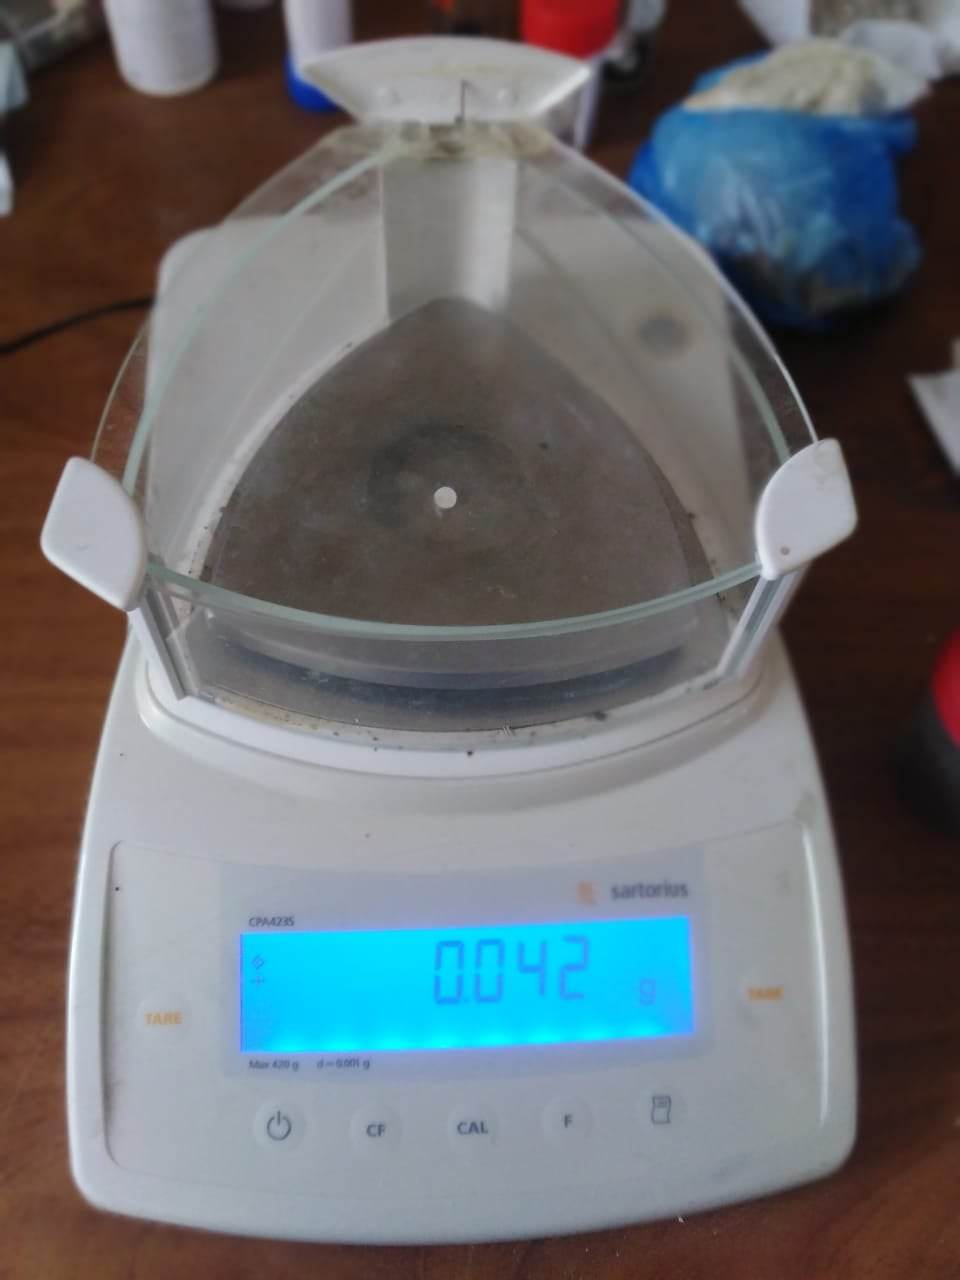 sartorius
CPA423S
0.042 g
TARE
TARE
Max 420 g d = 0.001 g
CF
CAL
F